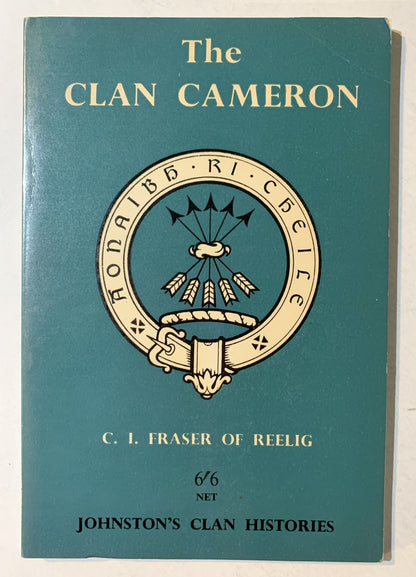 The
CLAN CAMERON
AONAIBH · RI · CHEILE
C. I. FRASER OF REELIG
6/6
NET
JOHNSTON'S CLAN HISTORIES